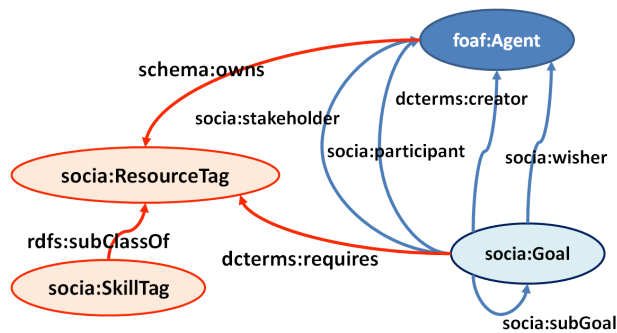 foaf:Agent
schema:owns
dcterms:creator
socia:stakeholder
socia:participant
socia:wisher
socia:ResourceTag
rdfs:subClassOf
dcterms:requires
socia:Goal
socia:SkillTag
socia:subGoal